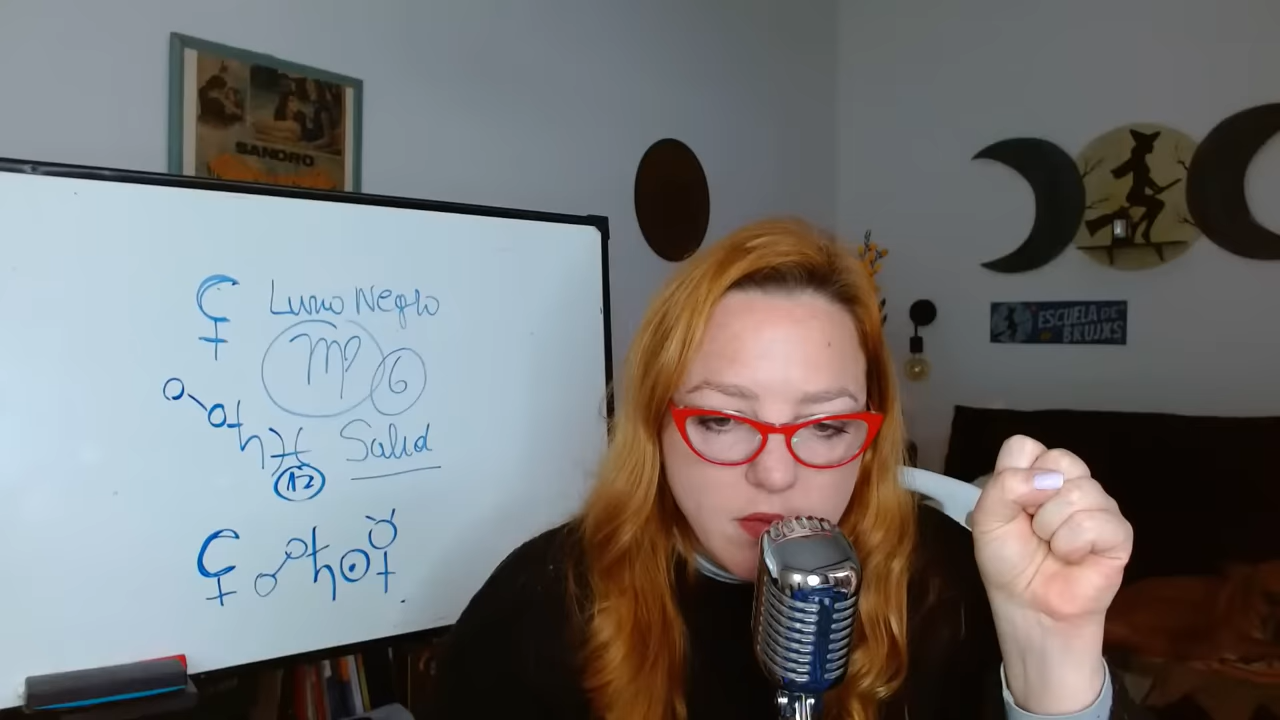 SANDRO
Luna Negra
⚸
♍ 6
☍ ♄ ♓ Salud
12
⚸ ☍ ♄ ☉ ☿
ESCUELA DE
BRUJXS